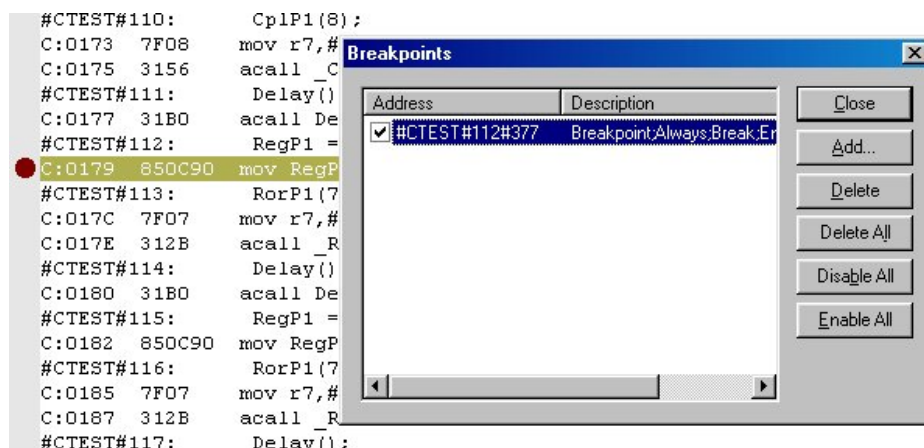 #CTEST#110: CplP1(8);
C:0173 7F08 mov r7,#
C:0175 3156 acall _C
#CTEST#111: Delay()
C:0177 31B0 acall De
#CTEST#112: RegP1 =
C:0179 850C90 mov RegP
#CTEST#113: RorP1(7
C:017C 7F07 mov r7,#
C:017E 312B acall _R
#CTEST#114: Delay()
C:0180 31B0 acall De
#CTEST#115: RegP1 =
C:0182 850C90 mov RegP
#CTEST#116: RorP1(7
C:0185 7F07 mov r7,#
C:0187 312B acall _R
#CTEST#117: Delay();
Breakpoints
Address Description
#CTEST#112#377 Breakpoint;Always;Break;Er
Close
Add...
Delete
Delete All
Disable All
Enable All